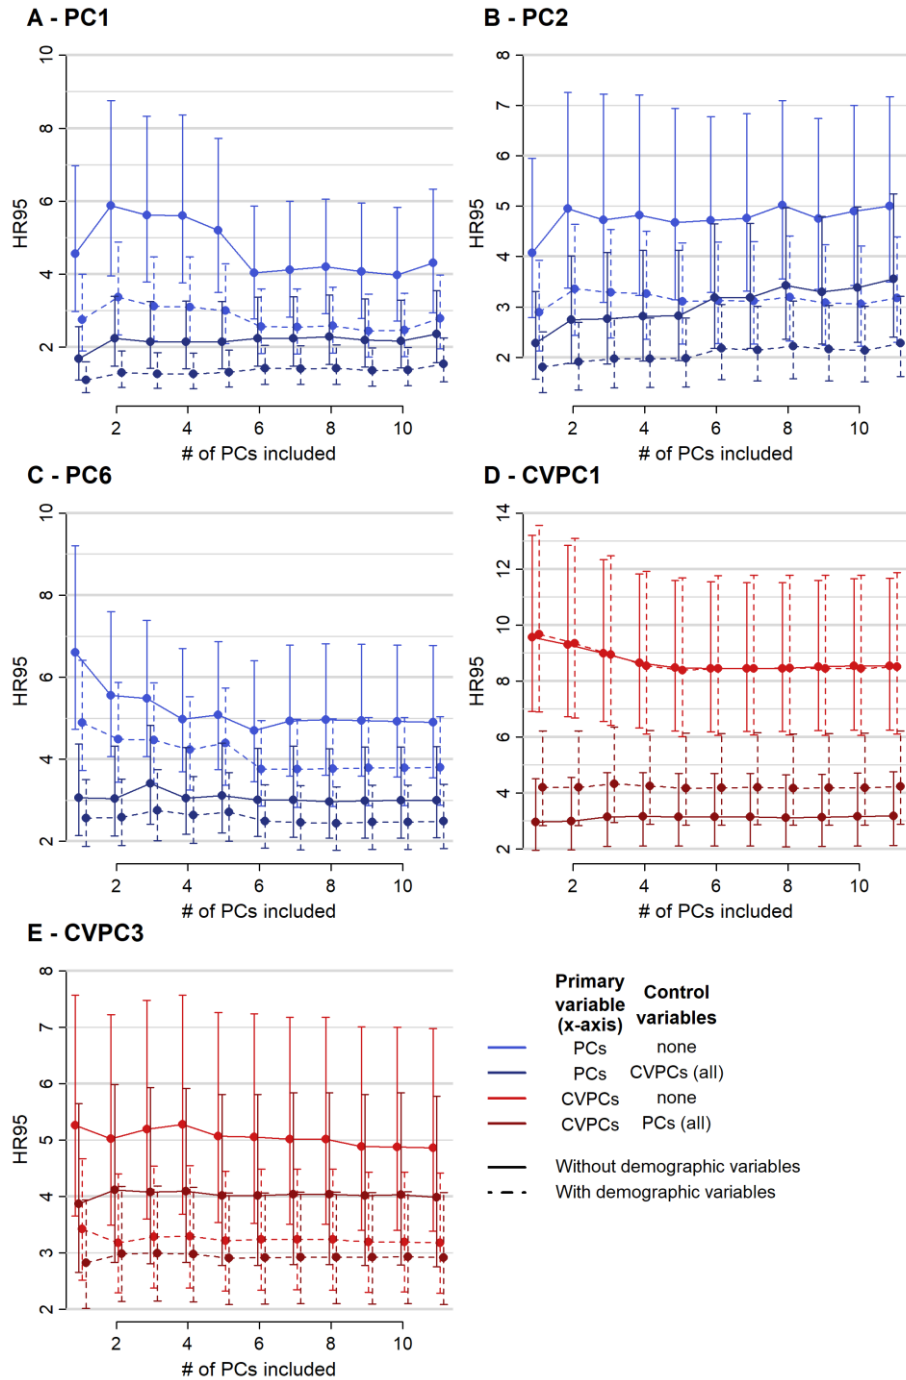 A - PC1
10
8
6
4
2
HR95
2 4 6 8 10
# of PCs included
B - PC2
8
7
6
5
4
3
2
HR95
2 4 6 8 10
# of PCs included
C - PC6
10
8
6
4
2
HR95
2 4 6 8 10
# of PCs included
D - CVPC1
14
12
10
8
6
4
2
HR95
2 4 6 8 10
# of PCs included
E - CVPC3
8
7
6
5
4
3
2
HR95
2 4 6 8 10
# of PCs included
Primary variable (x-axis) Control variables
PCs none
PCs CVPCs (all)
CVPCs none
CVPCs PCs (all)
Without demographic variables
With demographic variables